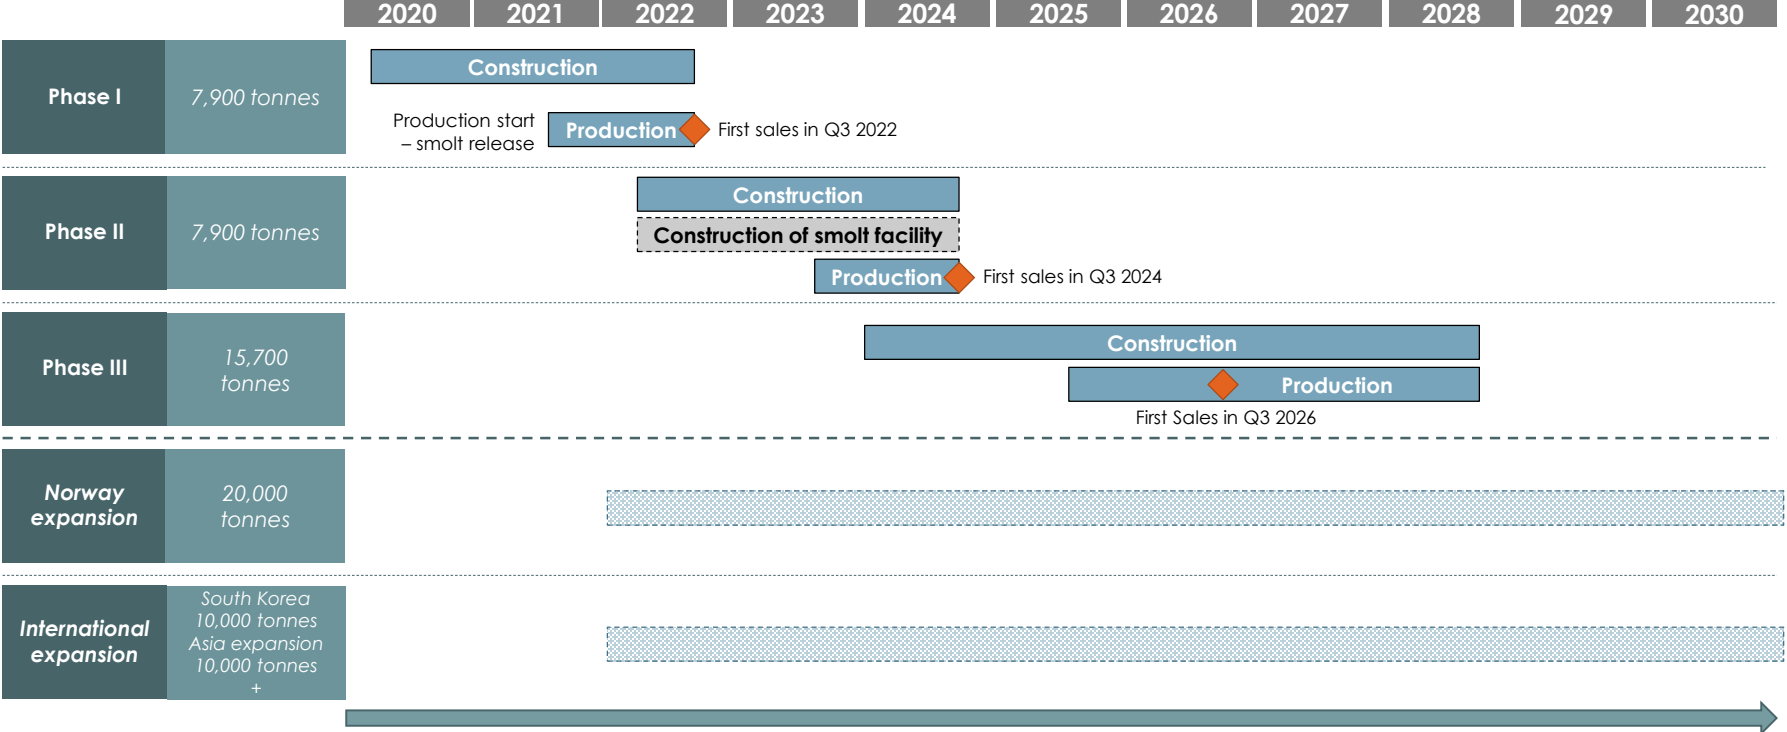 2020 2021 2022 2023 2024 2025 2026 2027 2028 2029 2030
Phase I
7,900 tonnes
Construction
Production start
– smolt release
Production
First sales in Q3 2022
Phase II
7,900 tonnes
Construction
Construction of smolt facility
Production
First sales in Q3 2024
Phase III
15,700
tonnes
Construction
Production
First Sales in Q3 2026
Norway
expansion
20,000
tonnes
International
expansion
South Korea
10,000 tonnes
Asia expansion
10,000 tonnes
+